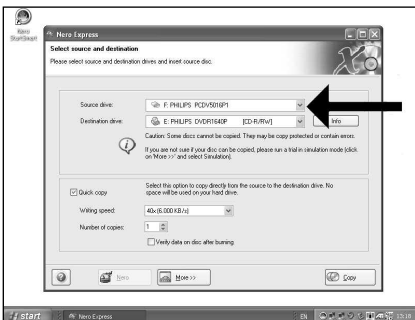 Nero
StartSmart
Nero Express
Select source and destination
Please select source and destination drives and insert source disc.
Source drive:
F: PHILIPS PCDV5016P1
Destination drive:
E: PHILIPS DVDR1640P [CD-R/RW]
Info
Caution: Some discs cannot be copied. They may be copy protected or contain errors.
If you are not sure if your disc can be copied, please run a trial in simulation mode (click
on 'More >>' and select Simulation).
Quick copy
Select this option to copy directly from the source to the destination drive. No
space will be used on your hard drive.
Writing speed:
40x (6.000 KB/s)
Number of copies:
1
Verify data on disc after burning
Nero
More >>
Copy
start
Nero Express
EN
13:18